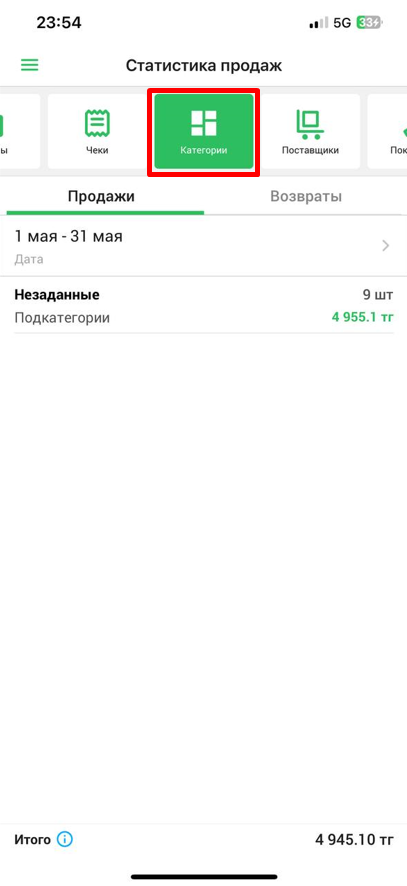 23:54 5G 33
Статистика продаж
ы Чеки Категории Поставщики Пок
Продажи Возвраты
1 мая - 31 мая
Дата
Незаданные 9 шт
Подкатегории 4 955.1 тг
Итого 4 945.10 тг